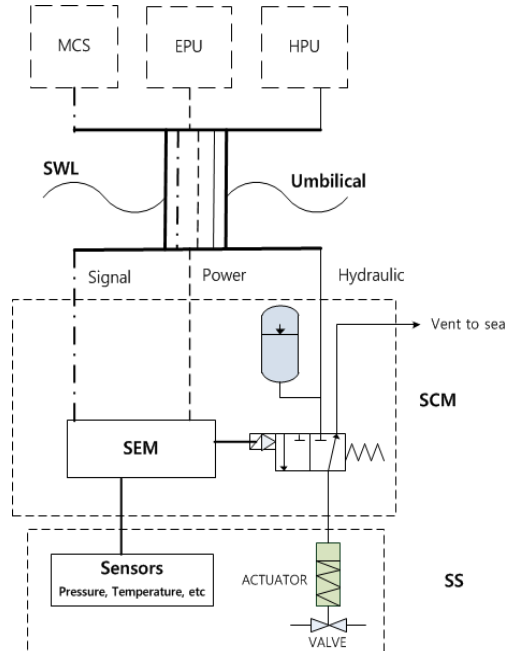 MCS
EPU
HPU
SWL
Umbilical
Signal
Power
Hydraulic
Vent to sea
SCM
SEM
Sensors
Pressure, Temperature, etc
ACTUATOR
SS
VALVE